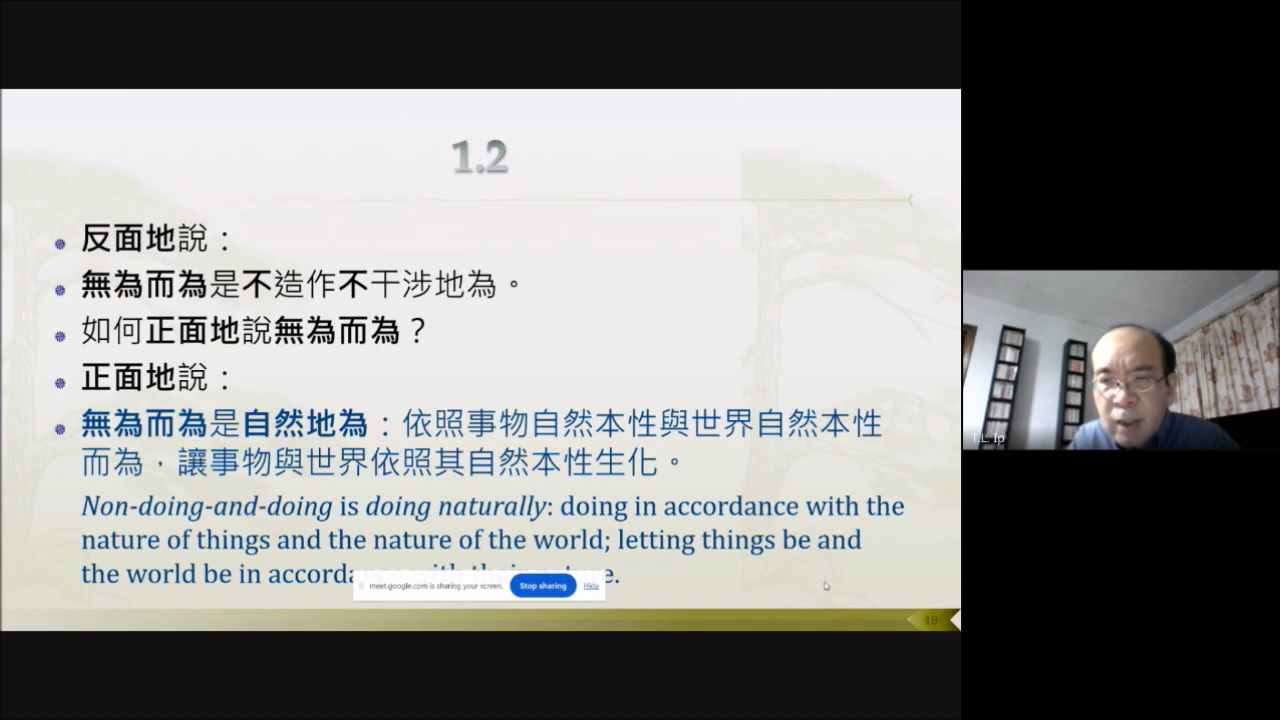 1.2
反面地說：
無為而為是不造作不干涉地為。
如何正面地說無為而為？
正面地說：
無為而為是自然地為：依照事物自然本性與世界自然本性
而為，讓事物與世界依照其自然本性生化。
Non-doing-and-doing is doing naturally: doing in accordance with the
nature of things and the nature of the world; letting things be and
the world be in accordance with their nature.
meet.google.com is sharing your screen. Stop sharing Hide
18
T.L. Ip